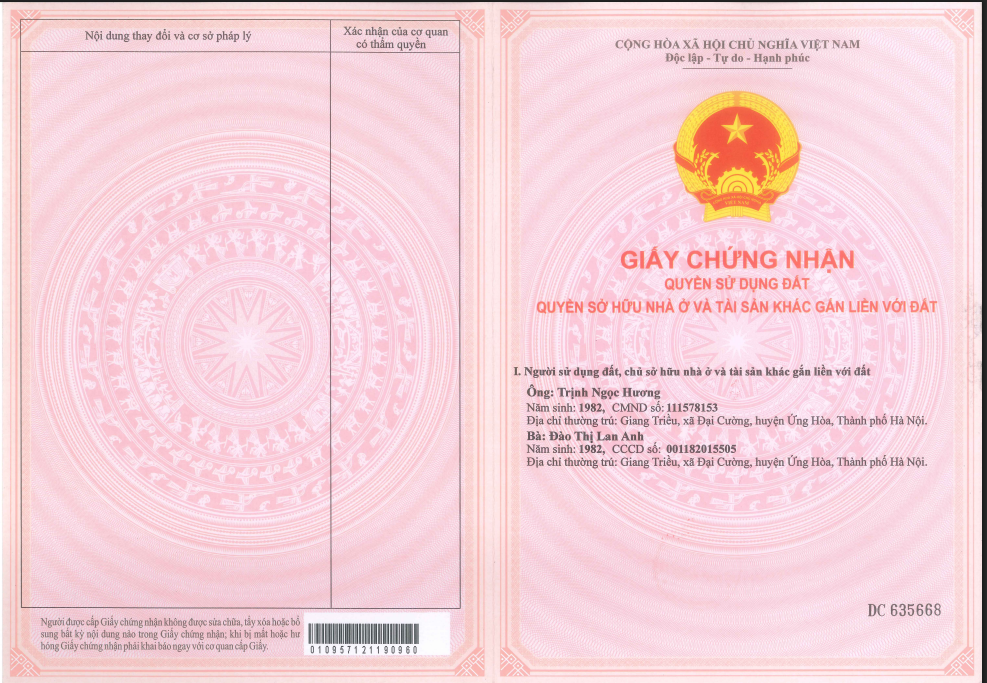 Nội dung thay đổi và cơ sở pháp lý
Xác nhận của cơ quan
có thẩm quyền
Người được cấp Giấy chứng nhận không được sửa chữa, tẩy xóa hoặc bổ
sung bất kỳ nội dung nào trong Giấy chứng nhận; khi bị mất hoặc hư
hỏng Giấy chứng nhận phải khai báo ngay với cơ quan cấp Giấy.
010957121190960
CỘNG HÒA XÃ HỘI CHỦ NGHĨA VIỆT NAM
Độc lập - Tự do - Hạnh phúc
VIỆT NAM
GIẤY CHỨNG NHẬN
QUYỀN SỬ DỤNG ĐẤT
QUYỀN SỞ HỮU NHÀ Ở VÀ TÀI SẢN KHÁC GẮN LIỀN VỚI ĐẤT
I. Người sử dụng đất, chủ sở hữu nhà ở và tài sản khác gắn liền với đất
Ông: Trịnh Ngọc Hương
Năm sinh: 1982, CMND số: 111578153
Địa chỉ thường trú: Giang Triều, xã Đại Cường, huyện Ứng Hòa, Thành phố Hà Nội.
Bà: Đào Thị Lan Anh
Năm sinh: 1982, CCCD số: 001182015505
Địa chỉ thường trú: Giang Triều, xã Đại Cường, huyện Ứng Hòa, Thành phố Hà Nội.
DC 635668